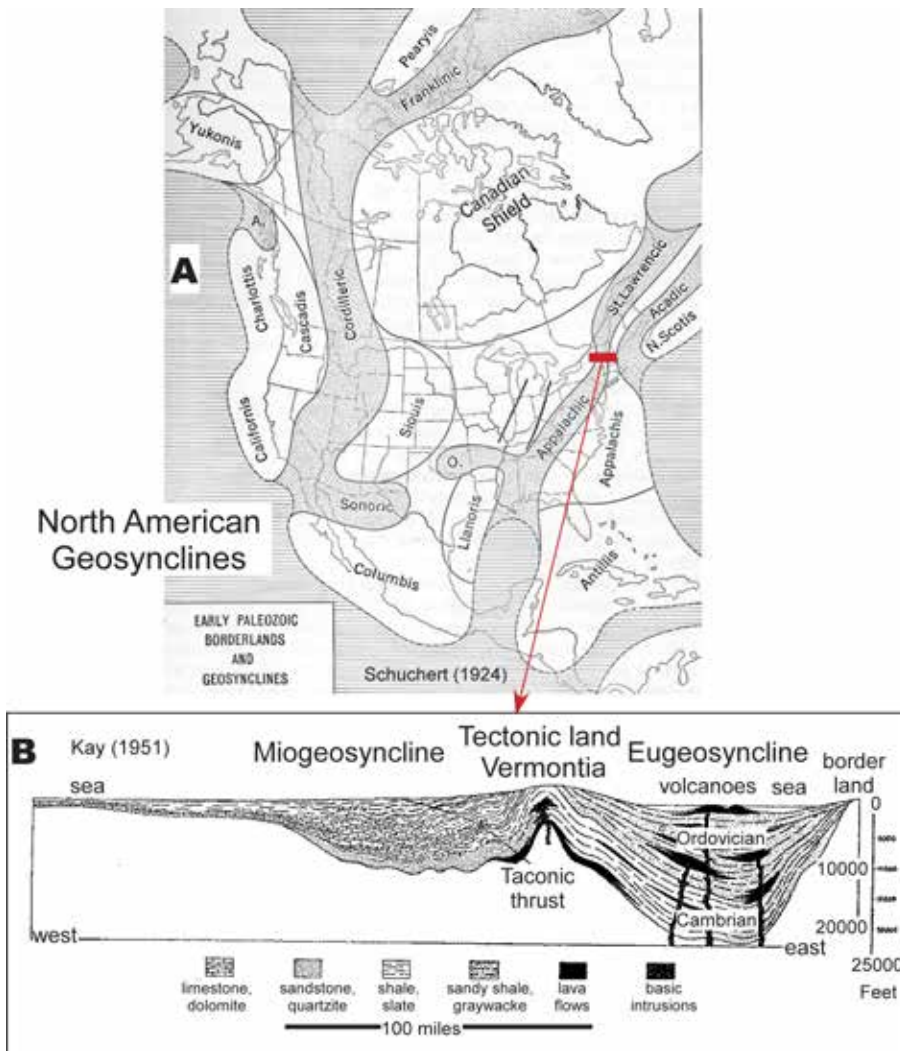 Pearyis
Franklinic
Yukonis
Canadian
Shield
A.
A
Charlottis
Cascadis
Cordilleric
St. Lawrencic
Acadic
N. Scotis
Californis
Siouis
O.
Appalachic
Appalachis
Sonoric
Llanoris
North American
Geosynclines
Columbis
Antillis
EARLY PALEOZOIC
BORDERLANDS
AND
GEOSYNCLINES
Schuchert (1924)
B
Kay (1951)
Miogeosyncline
Tectonic land
Vermontia
Eugeosyncline
border
land
sea
volcanoes
sea
0
Ordovician
10000
Taconic
thrust
Cambrian
20000
west
east
25000
Feet
limestone,
dolomite
sandstone,
quartzite
shale,
slate
sandy shale,
graywacke
lava
flows
basic
intrusions
100 miles